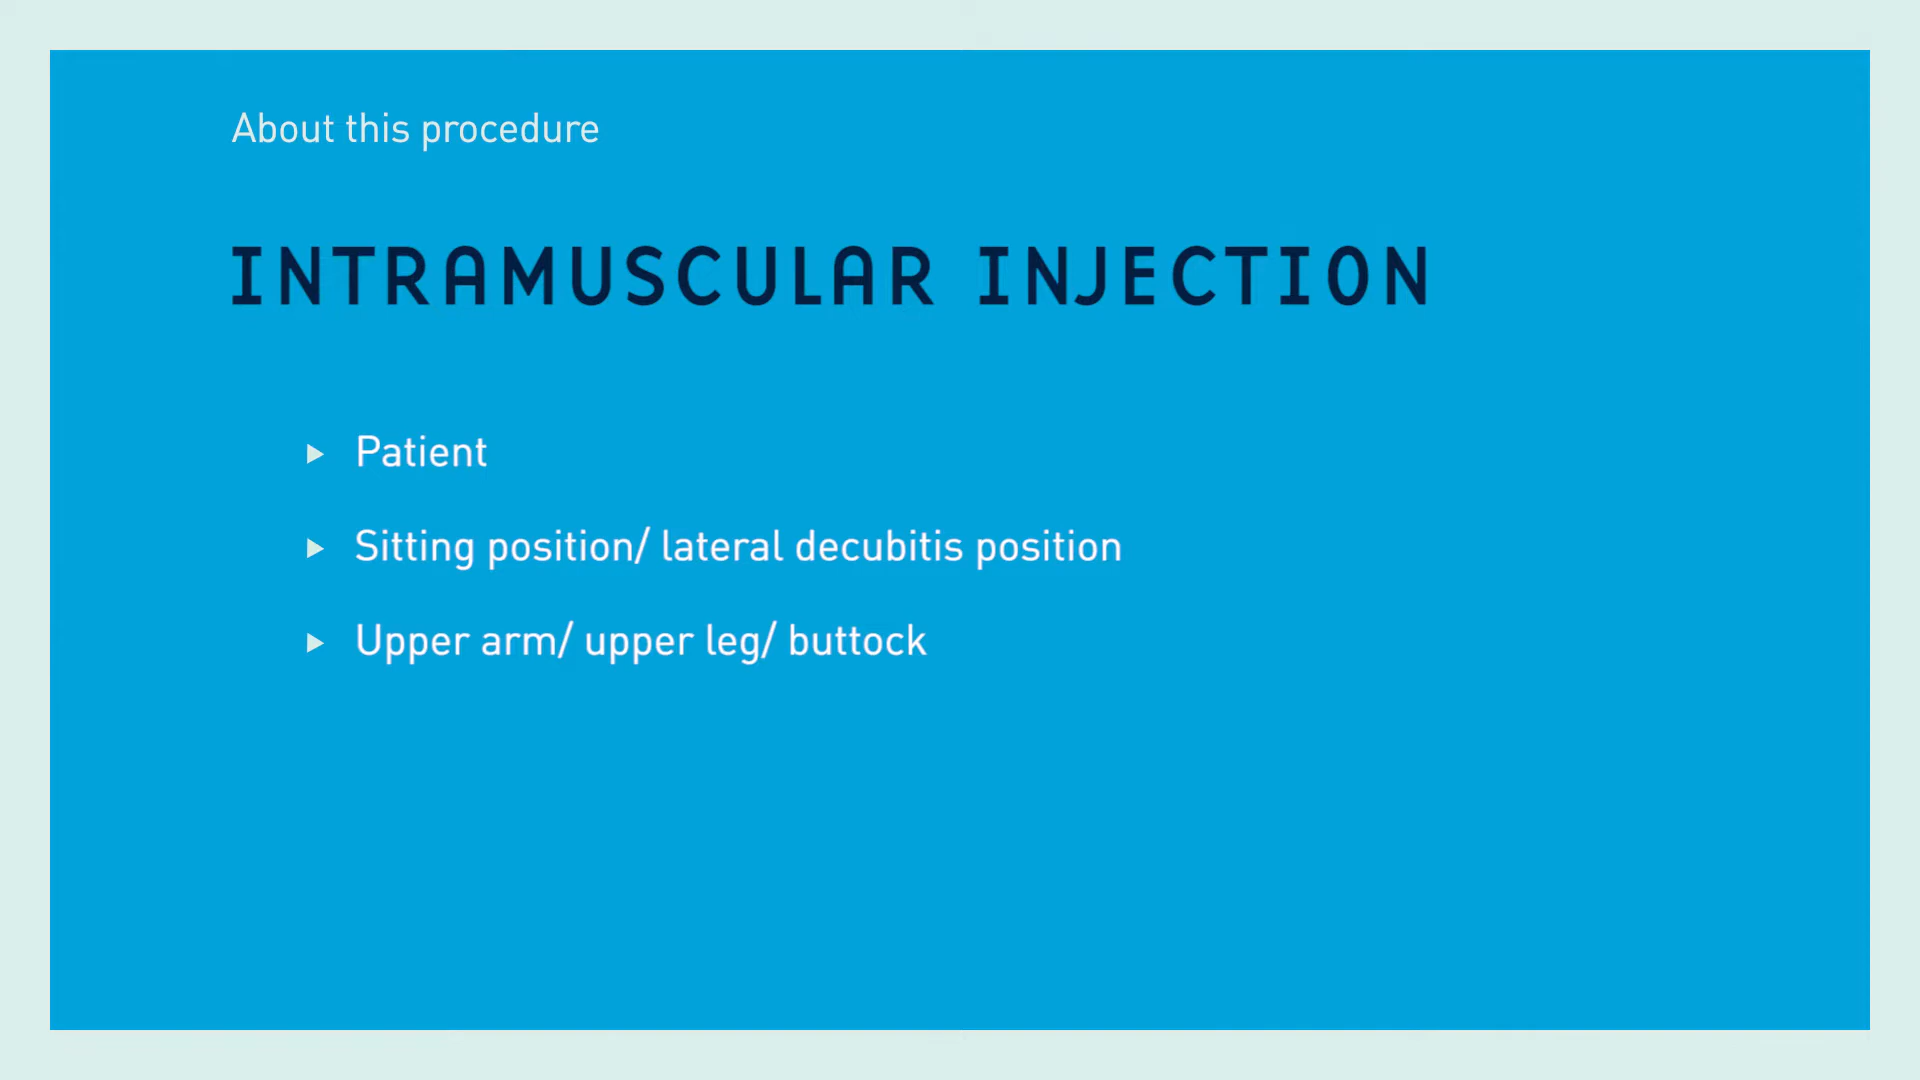 About this procedure
INTRAMUSCULAR INJECTION
Patient
Sitting position/ lateral decubitis position
Upper arm/ upper leg/ buttock